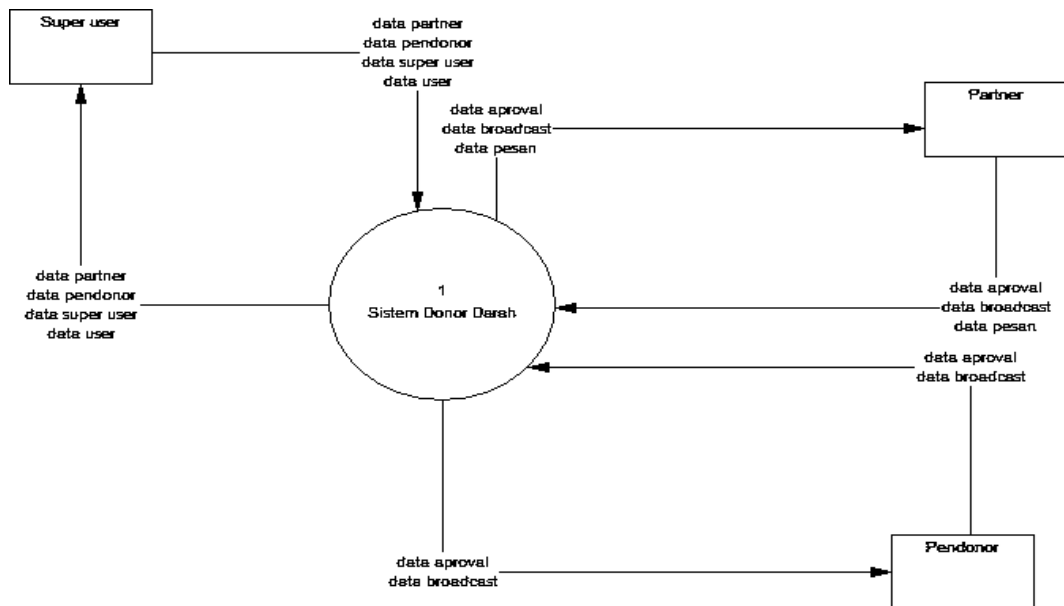 Super user
data partner
data pendonor
data super user
data user
data aproval
data broadcast
data pesan
Partner
data partner
data pendonor
data super user
data user
1
Sistem Donor Darah
data aproval
data broadcast
data pesan
data aproval
data broadcast
data aproval
data broadcast
Pendonor